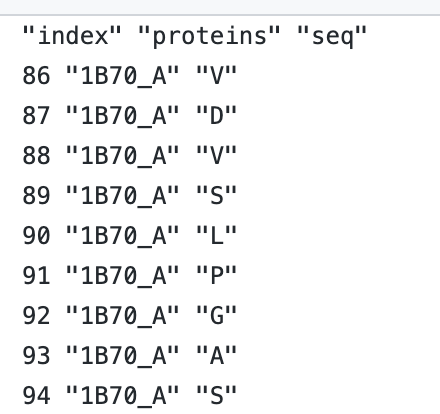 "index" "proteins" "seq"
86 "1B70_A" "V"
87 "1B70_A" "D"
88 "1B70_A" "V"
89 "1B70_A" "S"
90 "1B70_A" "L"
91 "1B70_A" "P"
92 "1B70_A" "G"
93 "1B70_A" "A"
94 "1B70_A" "S"